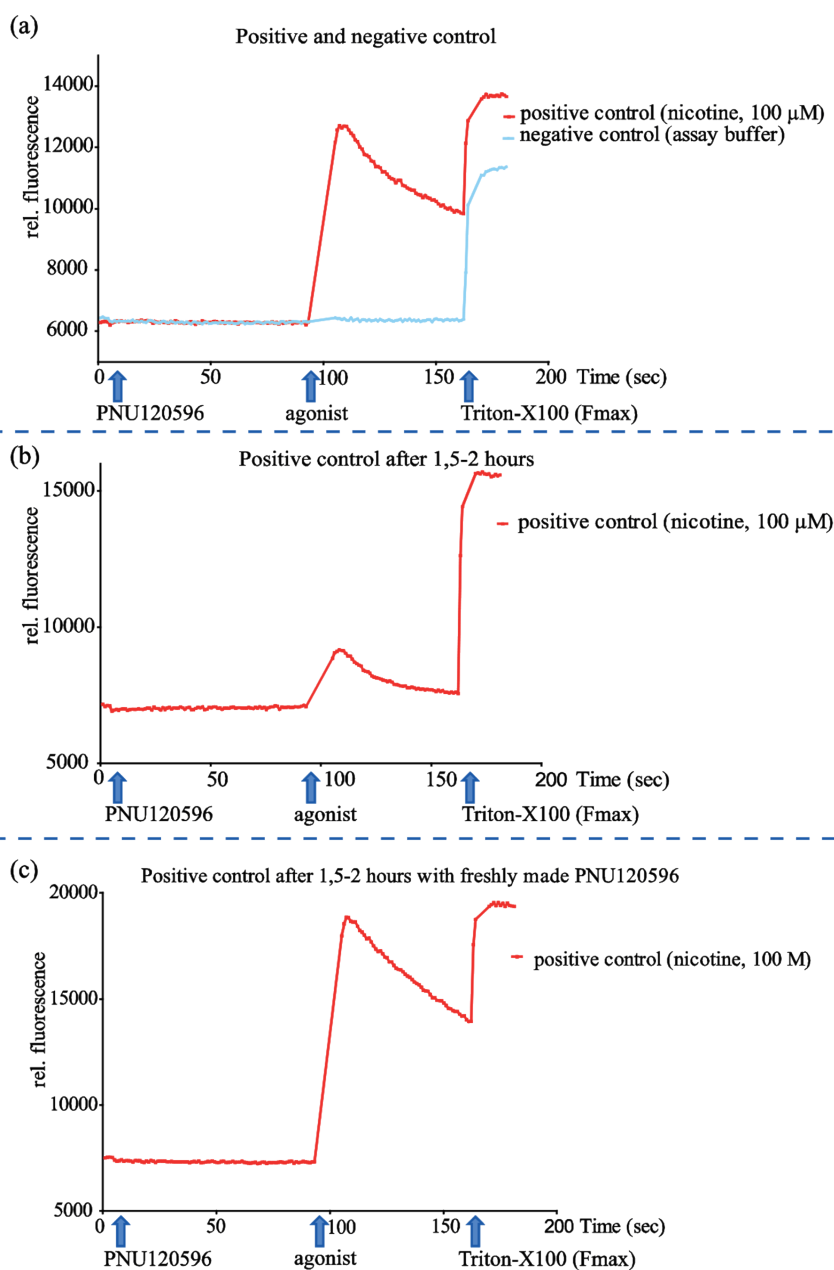 (a)
Positive and negative control
rel. fluorescence
14000
12000
10000
8000
6000
positive control (nicotine, 100 μM)
negative control (assay buffer)
0 50 100 150 200 Time (sec)
PNU120596 agonist Triton-X100 (Fmax)
(b)
Positive control after 1,5-2 hours
rel. fluorescence
15000
10000
5000
positive control (nicotine, 100 μM)
0 50 100 150 200 Time (sec)
PNU120596 agonist Triton-X100 (Fmax)
(c)
Positive control after 1,5-2 hours with freshly made PNU120596
rel. fluorescence
20000
15000
10000
5000
positive control (nicotine, 100 M)
0 50 100 150 200 Time (sec)
PNU120596 agonist Triton-X100 (Fmax)